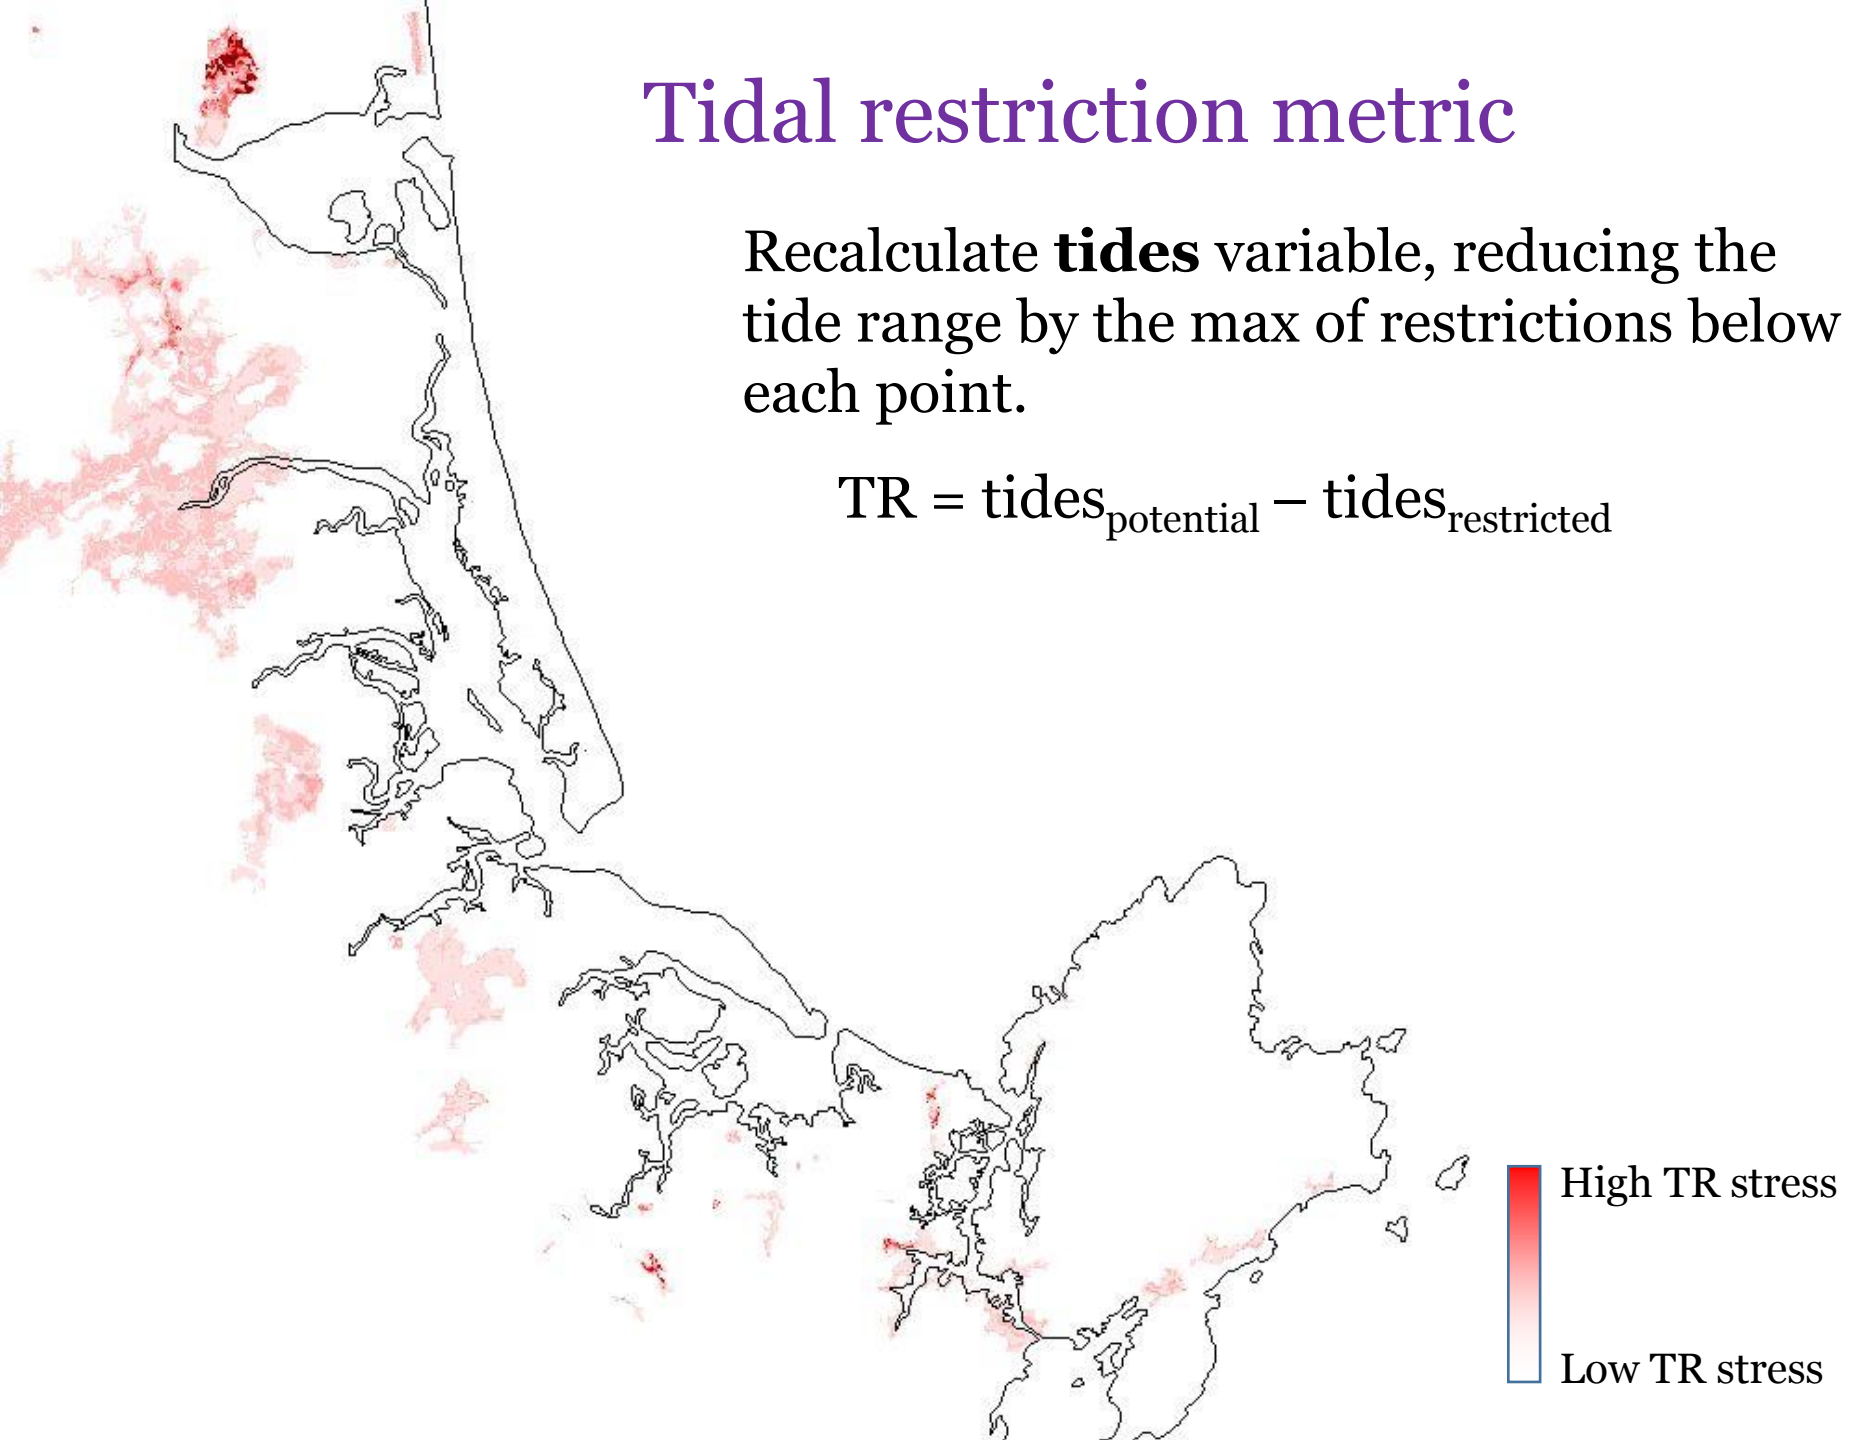 Tidal restriction metric
Recalculate tides variable, reducing the
tide range by the max of restrictions below
each point.
TR = tidespotential – tidesrestricted
High TR stress
Low TR stress